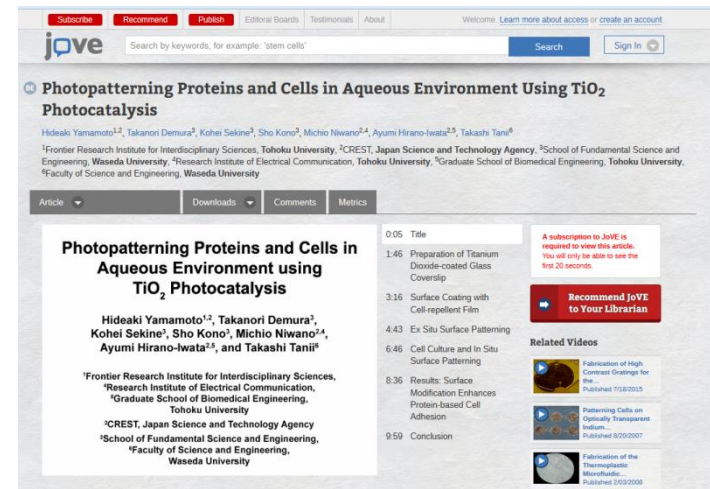 Subscribe Recommend Publish Editorial Boards Testimonials About Welcome. Learn more about access or create an account
jove Search by keywords, for example: 'stem cells' Search Sign In
CC Photopatterning Proteins and Cells in Aqueous Environment Using TiO₂
Photocatalysis
Hideaki Yamamoto¹,², Takanori Demura³, Kohei Sekine³, Sho Kono³, Michio Niwano²,⁴, Ayumi Hirano-Iwata²,⁵, Takashi Tanii⁶
¹Frontier Research Institute for Interdisciplinary Sciences, Tohoku University, ²CREST, Japan Science and Technology Agency, ³School of Fundamental Science and
Engineering, Waseda University, ⁴Research Institute of Electrical Communication, Tohoku University, ⁵Graduate School of Biomedical Engineering, Tohoku University,
⁶Faculty of Science and Engineering, Waseda University
Article Downloads Comments Metrics
Photopatterning Proteins and Cells in
Aqueous Environment using
TiO₂ Photocatalysis
Hideaki Yamamoto¹,², Takanori Demura³,
Kohei Sekine³, Sho Kono³, Michio Niwano²,⁴,
Ayumi Hirano-Iwata²,⁵, and Takashi Tanii⁶
¹Frontier Research Institute for Interdisciplinary Sciences,
⁴Research Institute of Electrical Communication,
⁵Graduate School of Biomedical Engineering,
Tohoku University
²CREST, Japan Science and Technology Agency
³School of Fundamental Science and Engineering,
⁶Faculty of Science and Engineering,
Waseda University
0:05 Title
1:46 Preparation of Titanium
Dioxide-coated Glass
Coverslip
3:16 Surface Coating with
Cell-repellent Film
4:43 Ex Situ Surface Patterning
6:46 Cell Culture and In Situ
Surface Patterning
8:36 Results: Surface
Modification Enhances
Protein-based Cell
Adhesion
9:59 Conclusion
A subscription to JoVE is
required to view this article.
You will only be able to see the
first 20 seconds.
Recommend JoVE
to Your Librarian
Related Videos
Fabrication of High
Contrast Gratings for
the...
Published 7/18/2015
Patterning Cells on
Optically Transparent
Indium...
Published 8/20/2007
Fabrication of the
Thermoplastic
Microfluidic...
Published 2/03/2008